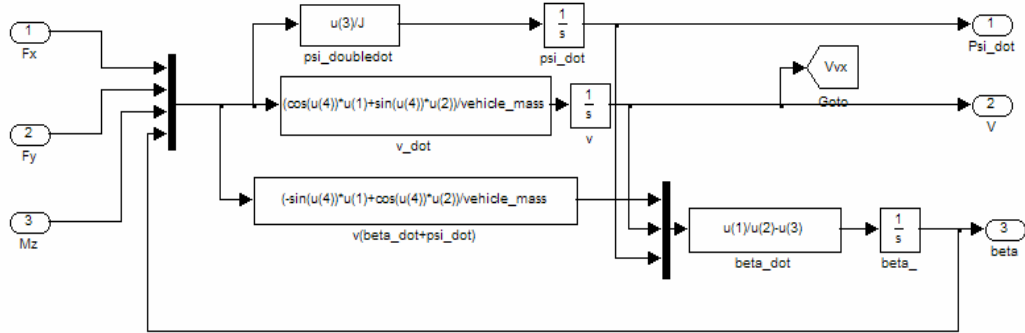 1
Fx
2
Fy
3
Mz
u(3)/J
psi_doubledot
1
s
psi_dot
1
Psi_dot
(cos(u(4))*u(1)+sin(u(4))*u(2))/vehicle_mass
v_dot
1
s
v
Vvx
Goto
2
V
(-sin(u(4))*u(1)+cos(u(4))*u(2))/vehicle_mass
v(beta_dot+psi_dot)
u(1)/u(2)-u(3)
beta_dot
1
s
beta_
3
beta